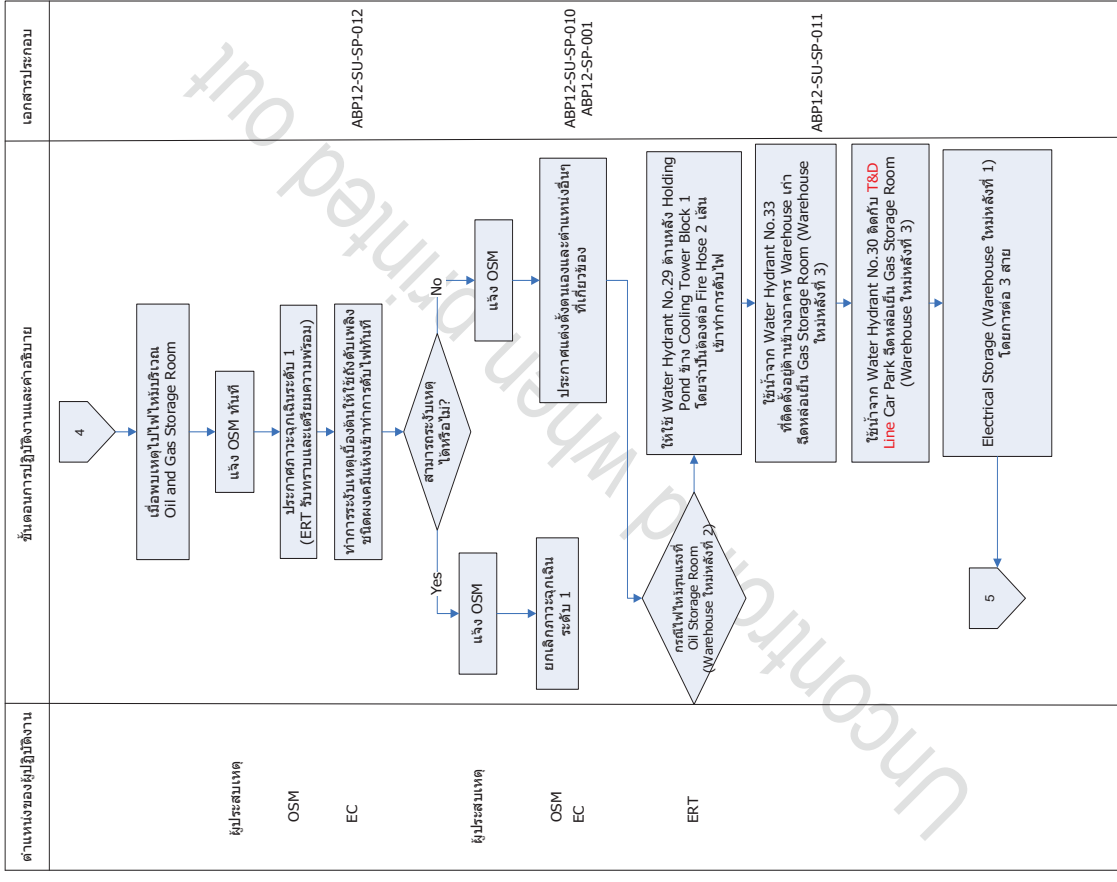 ตำแหน่งของผู้ปฏิบัติงาน
ขั้นตอนการปฏิบัติงานและคำอธิบาย
เอกสารประกอบ
4
เมื่อพบเหตุไปไฟไหม้บริเวณ
Oil and Gas Storage Room
ผู้ประสบเหตุ
แจ้ง OSM ทันที
OSM
ประกาศภาวะฉุกเฉินระดับ 1
(ERT รับทราบและเตรียมความพร้อม)
ABP12-SU-SP-012
EC
ทำการระงับเหตุเบื้องต้นให้ใช้ถังดับเพลิง
ชนิดผงเคมีแห้งเข้าทำการดับไฟทันที
สามารถระงับเหตุ
ได้หรือไม่?
Yes
No
ผู้ประสบเหตุ
แจ้ง OSM
แจ้ง OSM
OSM
EC
ยกเลิกภาวะฉุกเฉิน
ระดับ 1
ประกาศแต่งตั้งตนเองและตำแหน่งอื่นๆ
ที่เกี่ยวข้อง
ABP12-SU-SP-010
ABP12-SP-001
ERT
กรณีไฟไหม้รุนแรงที่
Oil Storage Room
(Warehouse ใหม่หลังที่ 2)
ให้ใช้ Water Hydrant No.29 ด้านหลัง Holding
Pond ข้าง Cooling Tower Block 1
โดยจำเป็นต้องต่อ Fire Hose 2 เส้น
เข้าทำการดับไฟ
ใช้น้ำจาก Water Hydrant No.33
ที่ติดตั้งอยู่ด้านข้างอาคาร Warehouse เก่า
ฉีดหล่อเย็น Gas Storage Room (Warehouse
ใหม่หลังที่ 3)
ABP12-SU-SP-011
ใช้น้ำจาก Water Hydrant No.30 ติดกับ T&D
Line Car Park ฉีดหล่อเย็น Gas Storage Room
(Warehouse ใหม่หลังที่ 3)
Electrical Storage (Warehouse ใหม่หลังที่ 1)
โดยการต่อ 3 สาย
5
Uncontrolled when printed out